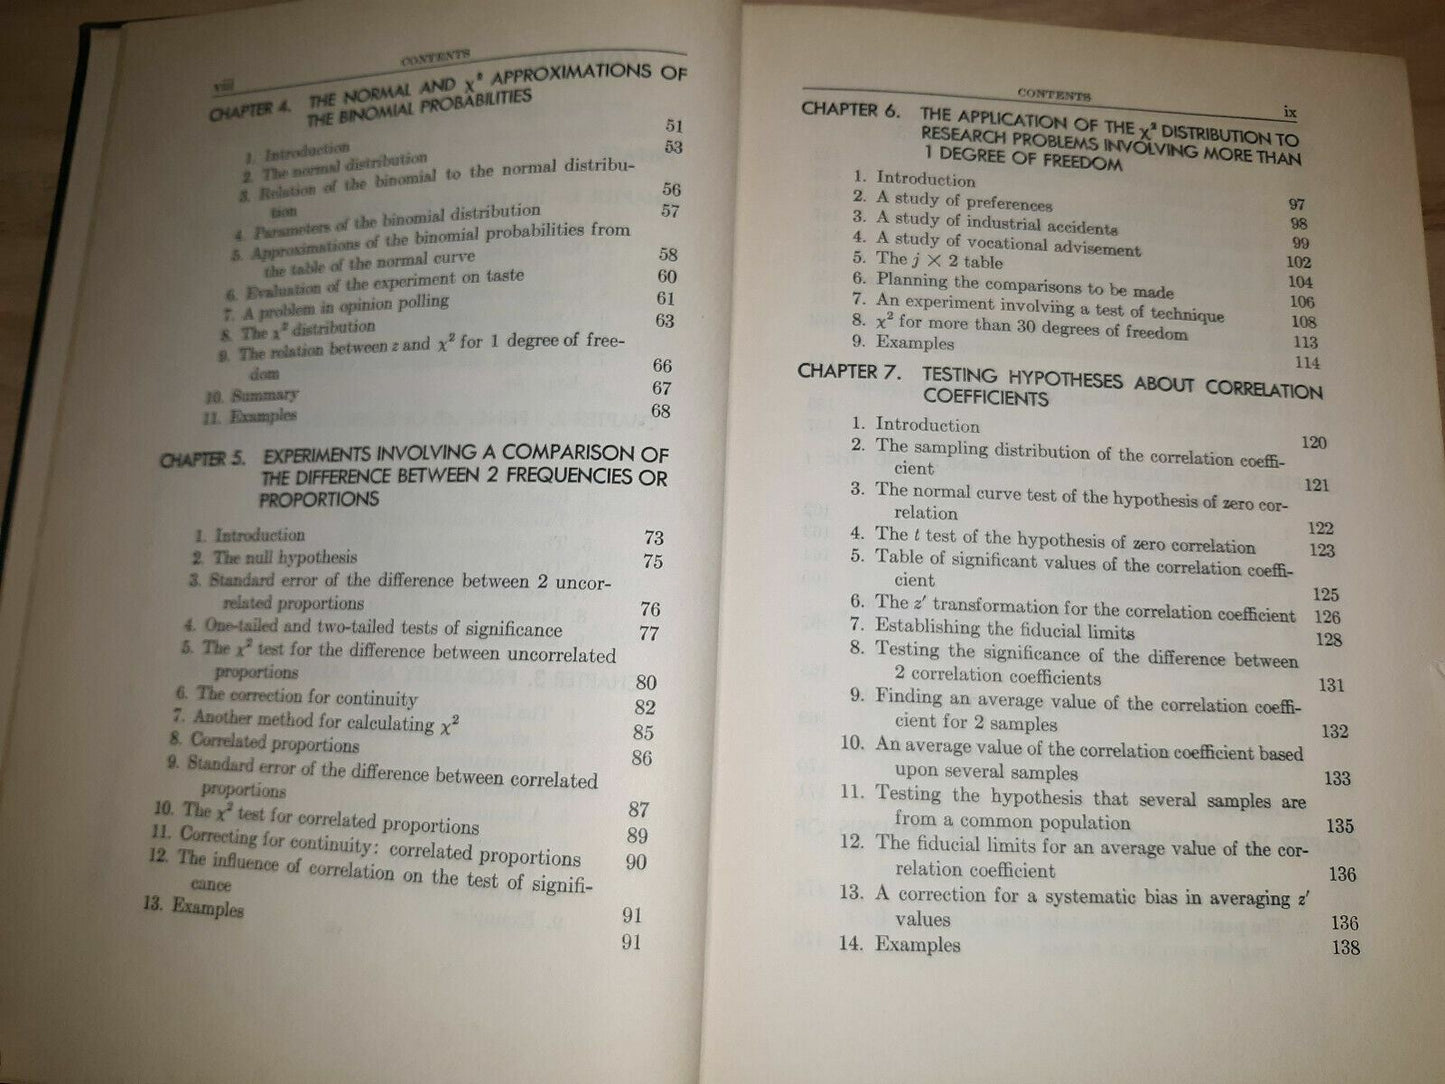 viii
CONTENTS
CHAPTER 4. THE NORMAL AND χ² APPROXIMATIONS OF
THE BINOMIAL PROBABILITIES
1. Introduction 51
2. The normal distribution 53
3. Relation of the binomial to the normal distribu-
tion 56
4. Parameters of the binomial distribution 57
5. Approximations of the binomial probabilities from
the table of the normal curve 58
6. Evaluation of the experiment on taste 60
7. A problem in opinion polling 61
8. The χ² distribution 63
9. The relation between z and χ² for 1 degree of free-
dom 66
10. Summary 67
11. Examples 68
CHAPTER 5. EXPERIMENTS INVOLVING A COMPARISON OF
THE DIFFERENCE BETWEEN 2 FREQUENCIES OR
PROPORTIONS
1. Introduction 73
2. The null hypothesis 75
3. Standard error of the difference between 2 uncor-
related proportions 76
4. One-tailed and two-tailed tests of significance 77
5. The χ² test for the difference between uncorrelated
proportions 80
6. The correction for continuity 82
7. Another method for calculating χ² 85
8. Correlated proportions 86
9. Standard error of the difference between correlated
proportions 87
10. The χ² test for correlated proportions 89
11. Correcting for continuity: correlated proportions 90
12. The influence of correlation on the test of signifi-
cance 91
13. Examples 91
CONTENTS
ix
CHAPTER 6. THE APPLICATION OF THE χ² DISTRIBUTION TO
RESEARCH PROBLEMS INVOLVING MORE THAN
1 DEGREE OF FREEDOM
1. Introduction 97
2. A study of preferences 98
3. A study of industrial accidents 99
4. A study of vocational advisement 102
5. The j × 2 table 104
6. Planning the comparisons to be made 106
7. An experiment involving a test of technique 108
8. χ² for more than 30 degrees of freedom 113
9. Examples 114
CHAPTER 7. TESTING HYPOTHESES ABOUT CORRELATION
COEFFICIENTS
1. Introduction 120
2. The sampling distribution of the correlation coeffi-
cient 121
3. The normal curve test of the hypothesis of zero cor-
relation 122
4. The t test of the hypothesis of zero correlation 123
5. Table of significant values of the correlation coeffi-
cient 125
6. The z′ transformation for the correlation coefficient 126
7. Establishing the fiducial limits 128
8. Testing the significance of the difference between
2 correlation coefficients 131
9. Finding an average value of the correlation coeffi-
cient for 2 samples 132
10. An average value of the correlation coefficient based
upon several samples 133
11. Testing the hypothesis that several samples are
from a common population 135
12. The fiducial limits for an average value of the cor-
relation coefficient 136
13. A correction for a systematic bias in averaging z′
values 136
14. Examples 138